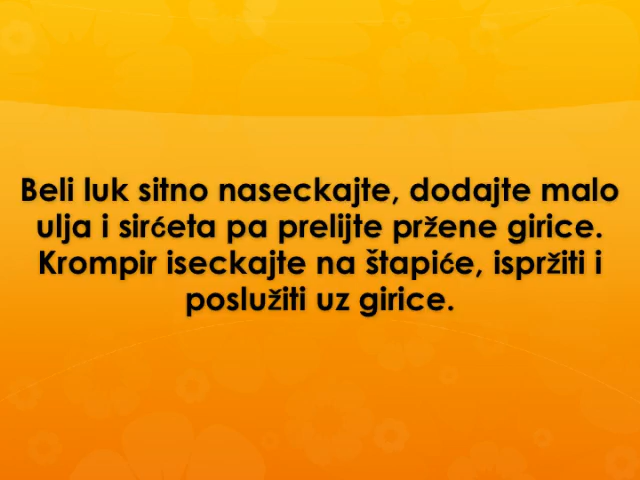 Beli luk sitno naseckajte, dodajte malo
ulja i sirćeta pa prelijte pržene girice.
Krompir iseckajte na štapiće, ispržiti i
poslužiti uz girice.